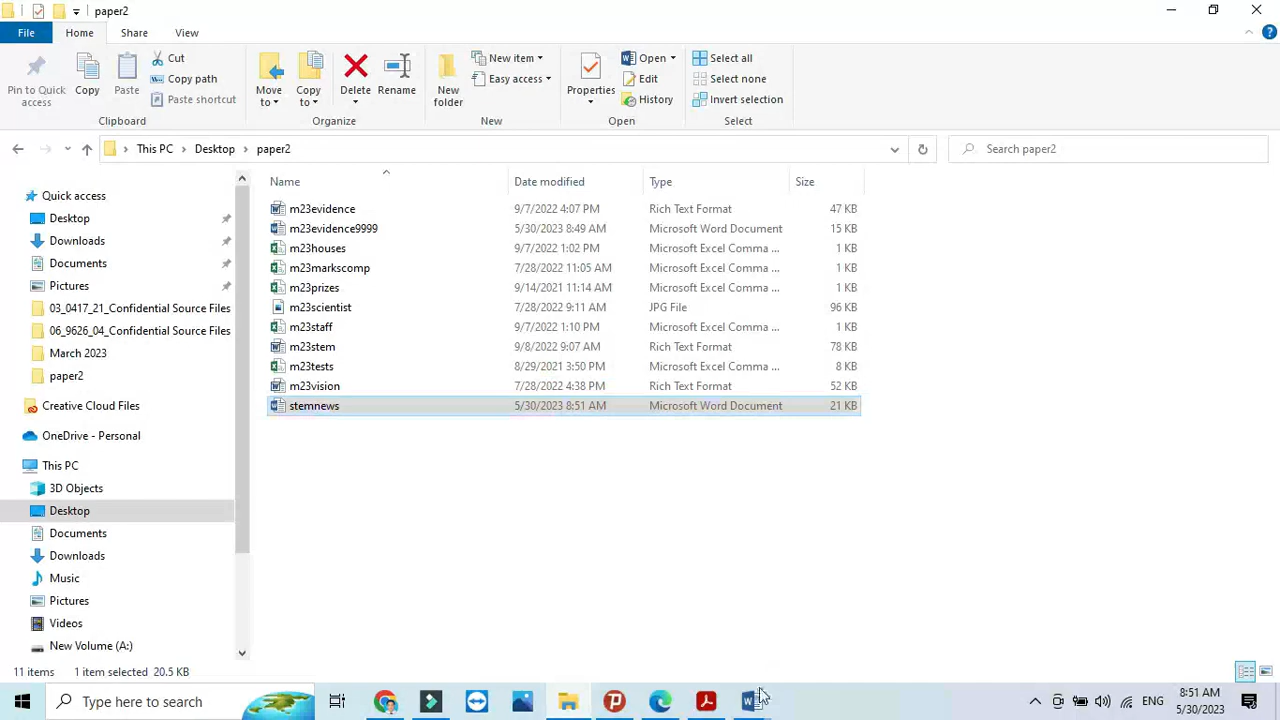 paper2
File Home Share View
Pin to Quick access
Copy
Paste
Cut
Copy path
Paste shortcut
Clipboard
Move to
Copy to
Delete
Rename
Organize
New folder
New item
Easy access
New
Properties
Open
Edit
History
Open
Select all
Select none
Invert selection
Select
This PC > Desktop > paper2
Search paper2
Name Date modified Type Size
m23evidence 9/7/2022 4:07 PM Rich Text Format 47 KB
m23evidence9999 5/30/2023 8:49 AM Microsoft Word Document 15 KB
m23houses 9/7/2022 1:02 PM Microsoft Excel Comma ... 1 KB
m23markscomp 7/28/2022 11:05 AM Microsoft Excel Comma ... 1 KB
m23prizes 9/14/2021 11:14 AM Microsoft Excel Comma ... 1 KB
m23scientist 7/28/2022 9:11 AM JPG File 96 KB
m23staff 9/7/2022 1:10 PM Microsoft Excel Comma ... 1 KB
m23stem 9/8/2022 9:07 AM Rich Text Format 78 KB
m23tests 8/29/2021 3:50 PM Microsoft Excel Comma ... 8 KB
m23vision 7/28/2022 4:38 PM Rich Text Format 52 KB
stemnews 5/30/2023 8:51 AM Microsoft Word Document 21 KB
Quick access
Desktop
Downloads
Documents
Pictures
03_0417_21_Confidential Source Files
06_9626_04_Confidential Source Files
March 2023
paper2
Creative Cloud Files
OneDrive - Personal
This PC
3D Objects
Desktop
Documents
Downloads
Music
Pictures
Videos
New Volume (A:)
11 items 1 item selected 20.5 KB
Type here to search
ENG
8:51 AM
5/30/2023